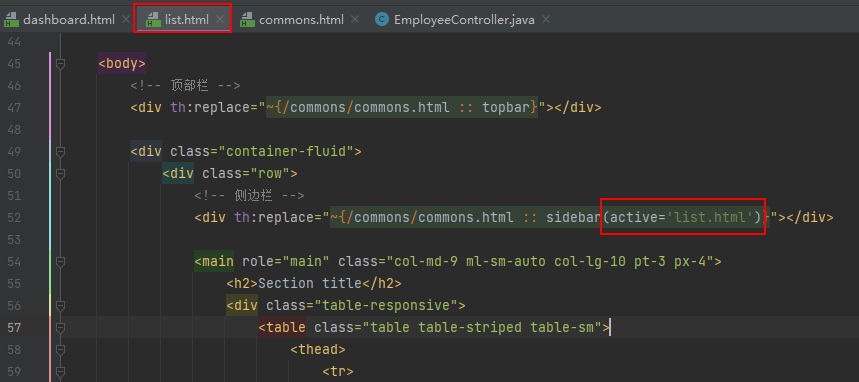 dashboard.html list.html commons.html EmployeeController.java
44
45 <body>
46 <!-- 顶部栏 -->
47 <div th:replace="~{/commons/commons.html :: topbar}"></div>
48
49 <div class="container-fluid">
50 <div class="row">
51 <!-- 侧边栏 -->
52 <div th:replace="~{/commons/commons.html :: sidebar(active='list.html')}"></div>
53
54 <main role="main" class="col-md-9 ml-sm-auto col-lg-10 pt-3 px-4">
55 <h2>Section title</h2>
56 <div class="table-responsive">
57 <table class="table table-striped table-sm">
58 <thead>
59 <tr>